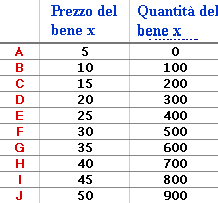 Prezzo del Quantità del
bene x bene x
A 5 0
B 10 100
C 15 200
D 20 300
E 25 400
F 30 500
G 35 600
H 40 700
I 45 800
J 50 900